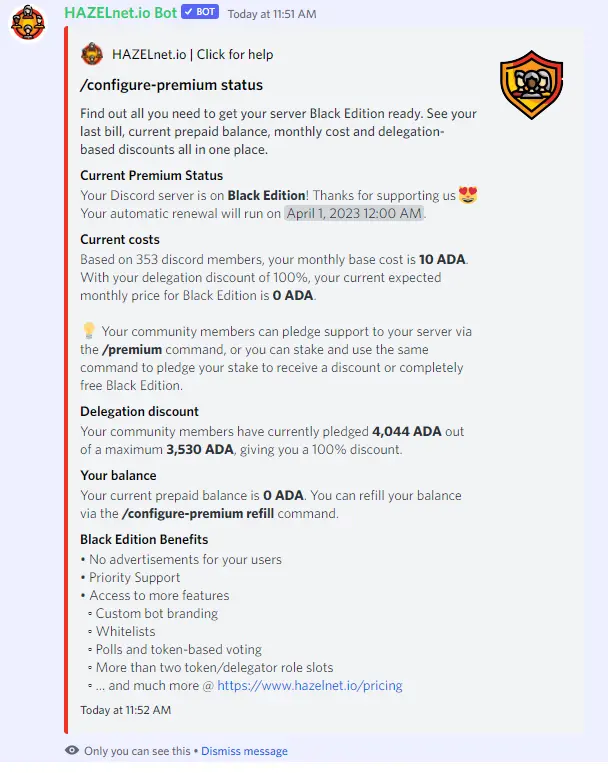 HAZELnet.io Bot ✓ BOT Today at 11:51 AM
HAZELnet.io | Click for help
/configure-premium status
Find out all you need to get your server Black Edition ready. See your
last bill, current prepaid balance, monthly cost and delegation-
based discounts all in one place.
Current Premium Status
Your Discord server is on Black Edition! Thanks for supporting us 😻
Your automatic renewal will run on April 1, 2023 12:00 AM.
Current costs
Based on 353 discord members, your monthly base cost is 10 ADA.
With your delegation discount of 100%, your current expected
monthly price for Black Edition is 0 ADA.
💡 Your community members can pledge support to your server via
the /premium command, or you can stake and use the same
command to pledge your stake to receive a discount or completely
free Black Edition.
Delegation discount
Your community members have currently pledged 4,044 ADA out
of a maximum 3,530 ADA, giving you a 100% discount.
Your balance
Your current prepaid balance is 0 ADA. You can refill your balance
via the /configure-premium refill command.
Black Edition Benefits
• No advertisements for your users
• Priority Support
• Access to more features
◦ Custom bot branding
◦ Whitelists
◦ Polls and token-based voting
◦ More than two token/delegator role slots
◦ ... and much more @ https://www.hazelnet.io/pricing
Today at 11:52 AM
Only you can see this • Dismiss message